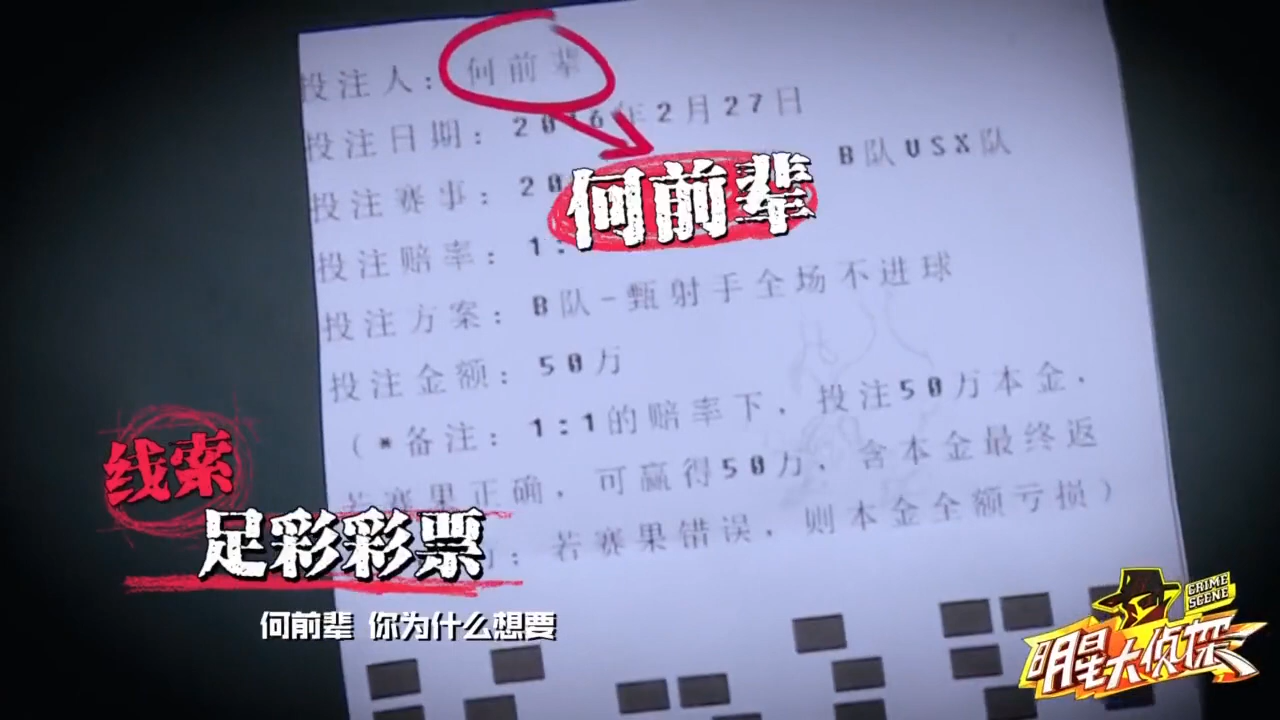 投注人：何前辈
投注日期：2016年2月27日
何前辈
投注赛事：20 B队VSX队
投注赔率：1:
投注方案：B队-甄射手全场不进球
投注金额：50万
（*备注：1:1的赔率下，投注50万本金，
若赛果正确，可赢得50万，含本金最终返
：若赛果错误，则本金全额亏损）
线索
足彩彩票
何前辈 你为什么想要
CRIME SCENE
明星大侦探